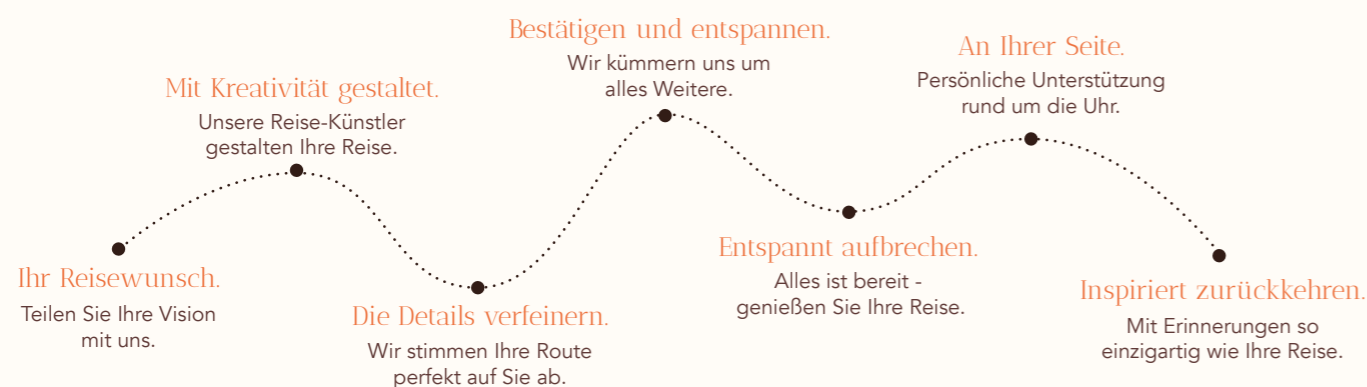 Ihr Reisewunsch.
Teilen Sie Ihre Vision
mit uns.
Mit Kreativität gestaltet.
Unsere Reise-Künstler
gestalten Ihre Reise.
Die Details verfeinern.
Wir stimmen Ihre Route
perfekt auf Sie ab.
Bestätigen und entspannen.
Wir kümmern uns um
alles Weitere.
Entspannt aufbrechen.
Alles ist bereit -
genießen Sie Ihre Reise.
An Ihrer Seite.
Persönliche Unterstützung
rund um die Uhr.
Inspiriert zurückkehren.
Mit Erinnerungen so
einzigartig wie Ihre Reise.